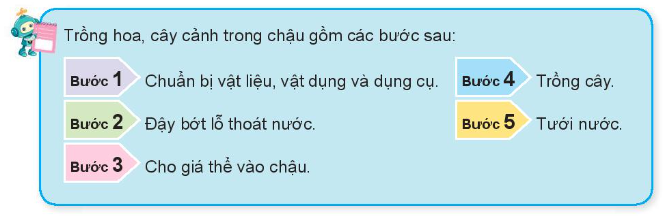 Trồng hoa, cây cảnh trong chậu gồm các bước sau:
Bước 1 Chuẩn bị vật liệu, vật dụng và dụng cụ.
Bước 2 Đậy bớt lỗ thoát nước.
Bước 3 Cho giá thể vào chậu.
Bước 4 Trồng cây.
Bước 5 Tưới nước.